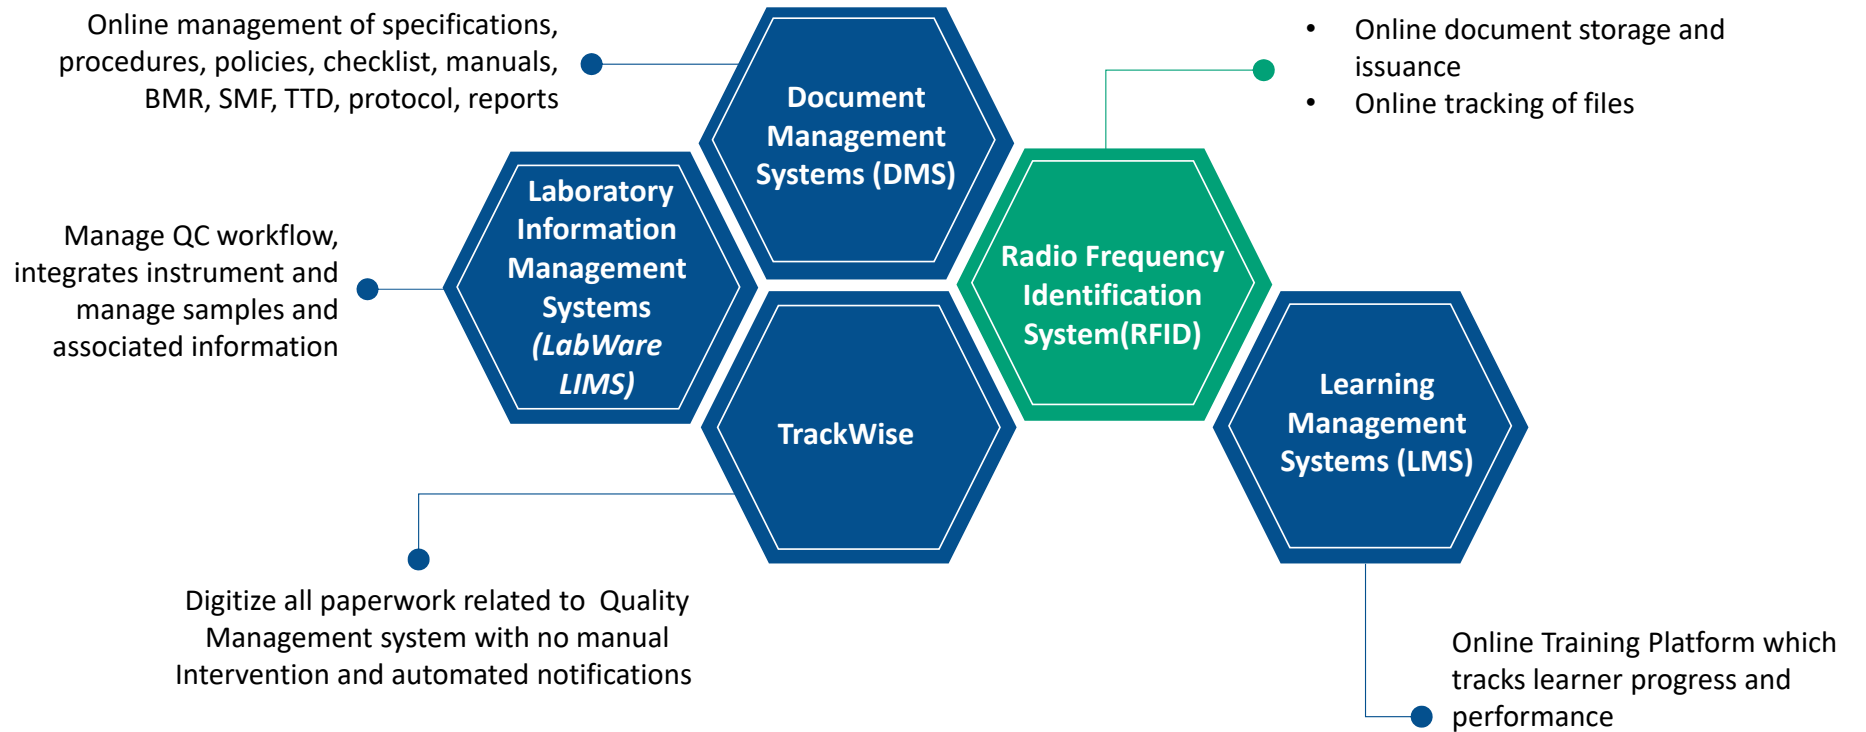 Online management of specifications,
procedures, policies, checklist, manuals,
BMR, SMF, TTD, protocol, reports
Document
Management
Systems (DMS)
• Online document storage and
issuance
• Online tracking of files
Manage QC workflow,
integrates instrument and
manage samples and
associated information
Laboratory
Information
Management
Systems
(LabWare
LIMS)
Radio Frequency
Identification
System(RFID)
TrackWise
Learning
Management
Systems (LMS)
Digitize all paperwork related to  Quality
Management system with no manual
Intervention and automated notifications
Online Training Platform which
tracks learner progress and
performance